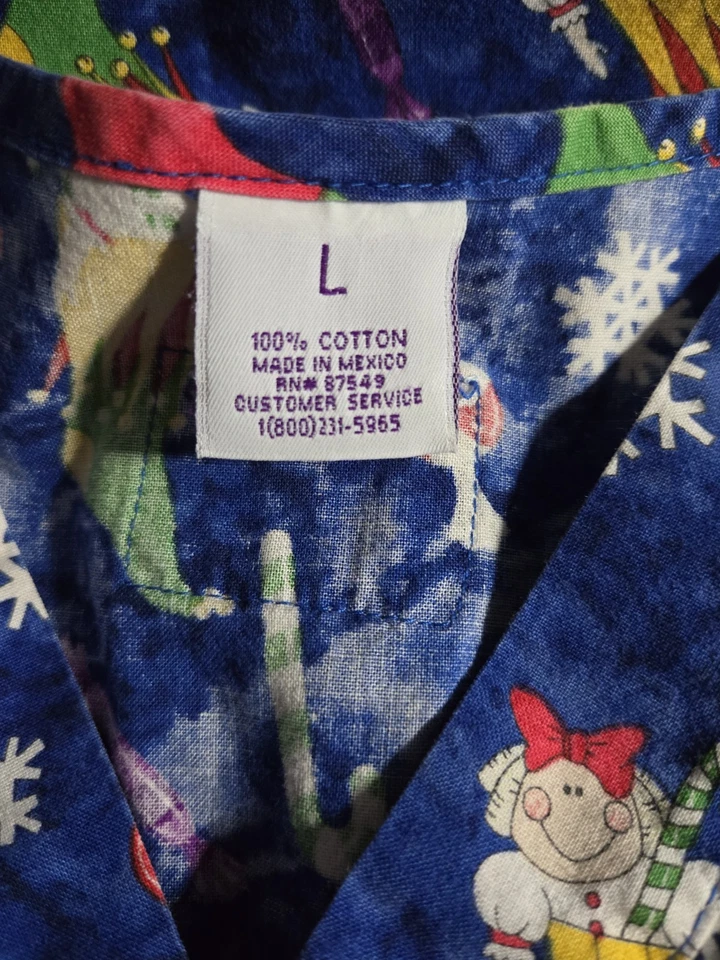 L
100% COTTON
MADE IN MEXICO
RN# 87549
CUSTOMER SERVICE
1(800)231-5965